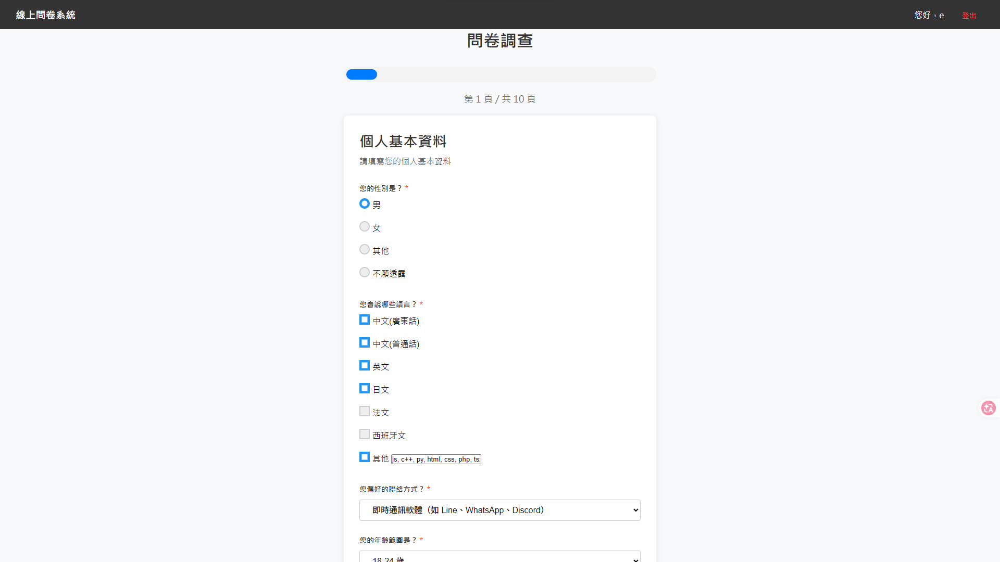 線上問卷系統
您好，e
登出
問卷調查
第 1 頁 / 共 10 頁
個人基本資料
請填寫您的個人基本資料
您的性別是？ *
男
女
其他
不願透露
您會說哪些語言？ *
中文(廣東話)
中文(普通話)
英文
日文
法文
西班牙文
其他 js, c++, py, html, css, php, ts:
您偏好的聯絡方式？ *
即時通訊軟體（如 Line、WhatsApp、Discord）
您的年齡範圍是？ *
18-24 歲